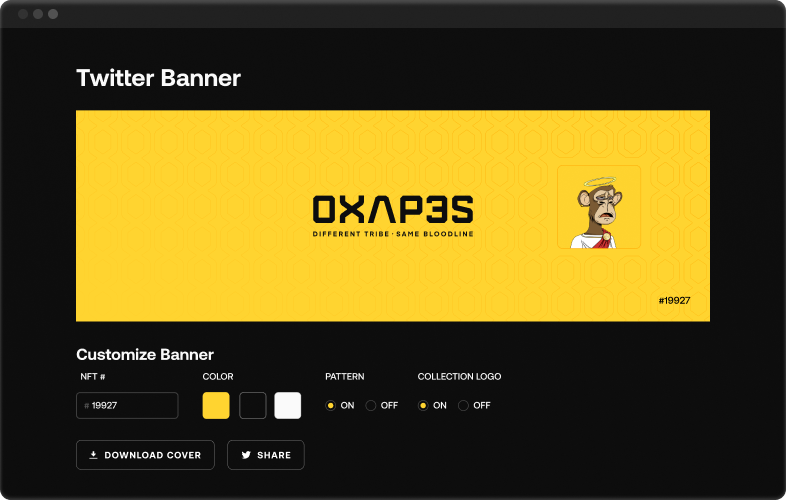 Twitter Banner
OXAP3S
DIFFERENT TRIBE · SAME BLOODLINE
#19927
Customize Banner
NFT # COLOR PATTERN COLLECTION LOGO
# 19927 ON OFF ON OFF
DOWNLOAD COVER SHARE